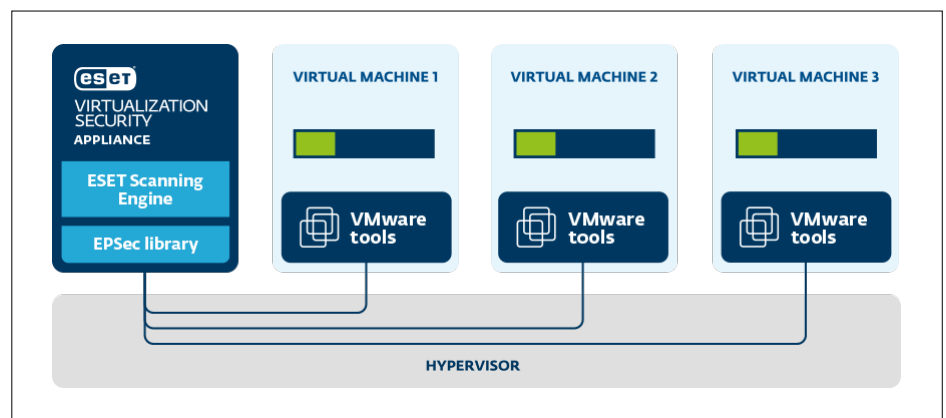 eseT
VIRTUALIZATION
SECURITY
APPLIANCE
ESET Scanning
Engine
EPSec library
VIRTUAL MACHINE 1
VMware
tools
VIRTUAL MACHINE 2
VMware
tools
VIRTUAL MACHINE 3
VMware
tools
HYPERVISOR